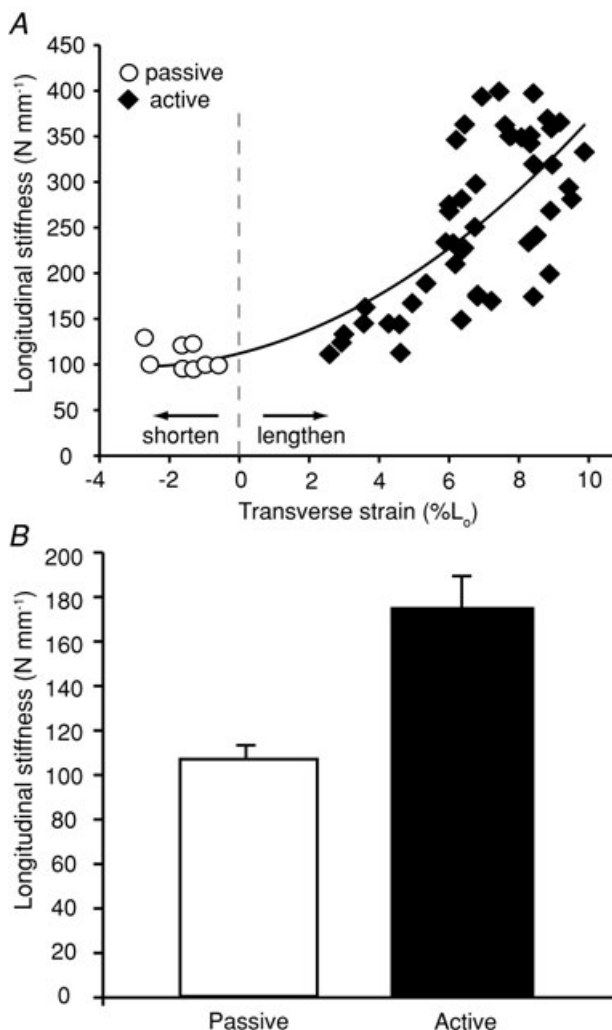 A
Longitudinal stiffness (N mm⁻¹)
450
400
350
300
250
200
150
100
50
0
passive
active
shorten
lengthen
-4
-2
0
2
4
6
8
10
Transverse strain (%Lₒ)
B
Longitudinal stiffness (N mm⁻¹)
200
180
160
140
120
100
80
60
40
20
0
Passive
Active